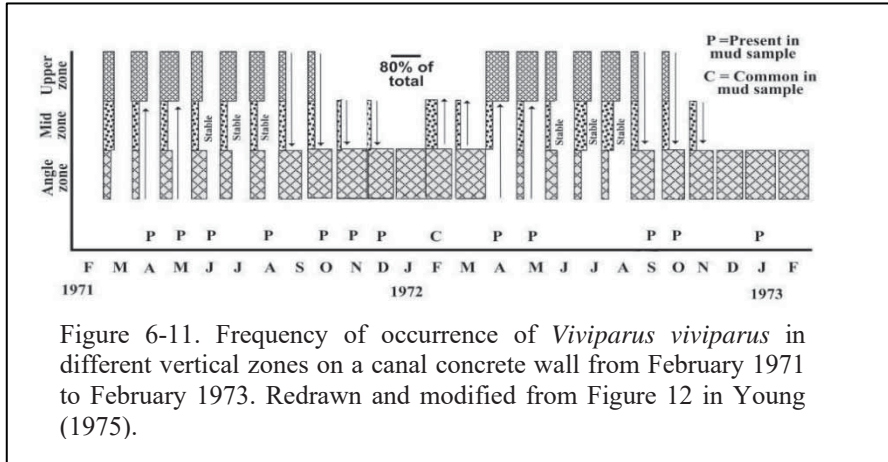 Upper zone
Mid zone
Angle zone
80% of
total
P =Present in
mud sample
C = Common in
mud sample
Stable
Stable
Stable
Stable
Stable
Stable
P P P P P P P C P P P P P
F M A M J J A S O N D J F M A M J J A S O N D J F
1971 1972 1973
Figure 6-11. Frequency of occurrence of Viviparus viviparus in
different vertical zones on a canal concrete wall from February 1971
to February 1973. Redrawn and modified from Figure 12 in Young
(1975).